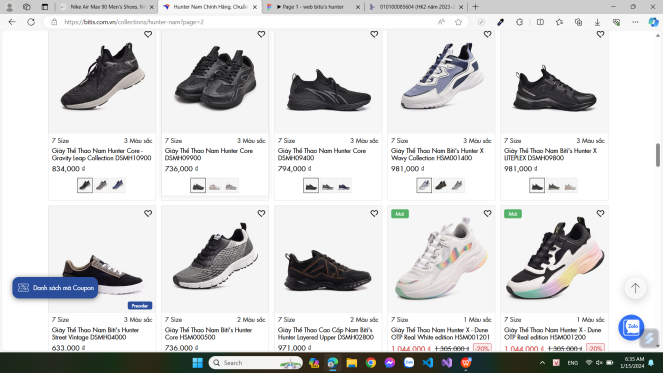 Nike Air Max 90 Men's Shoes. N
Hunter Nam Chính Hãng, Chuẩn
▶ Page 1 - web bitis's hunter
010100085604 (HK2 năm 2023 -
https://bitis.com.vn/collections/hunter-nam?page=2
7 Size 3 Màu sắc
7 Size 3 Màu sắc
7 Size 3 Màu sắc
7 Size 3 Màu sắc
7 Size 3 Màu sắc
Giày Thể Thao Nam Hunter Core -
Gravity Leap Collection DSMH10900
834,000 ₫
Giày Thể Thao Nam Hunter Core
DSMH09900
736,000 ₫
Giày Thể Thao Nam Hunter Core
DSMH09400
794,000 ₫
Giày Thể Thao Nam Biti's Hunter X
Wavy Collection HSM001400
981,000 ₫
Giày Thể Thao Nam Biti's Hunter X
LITEPLEX DSMH09800
981,000 ₫
Mới
Mới
Danh sách mã Coupon
Preorder
Zalo
7 Size 3 Màu sắc
7 Size 2 Màu sắc
7 Size 2 Màu sắc
7 Size 1 Màu sắc
7 Size 1 Màu sắc
Giày Thể Thao Nam Biti's Hunter
Street Vintage DSMH04000
633,000 ₫
Giày Thể Thao Nam Biti's Hunter
Core HSM000500
736,000 ₫
Giày Thể Thao Cao Cấp Nam Biti's
Hunter Layered Upper DSMH02800
971,000 ₫
Giày Thể Thao Nam Hunter X - Dune
OTP Real White edition HSM001201
1,044,000 ₫ 1,305,000 ₫ -20%
Giày Thể Thao Nam Hunter X - Dune
OTP Real edition HSM001200
1,044,000 ₫ 1,305,000 ₫ -20%
Search
ENG
6:35 AM
1/15/2024